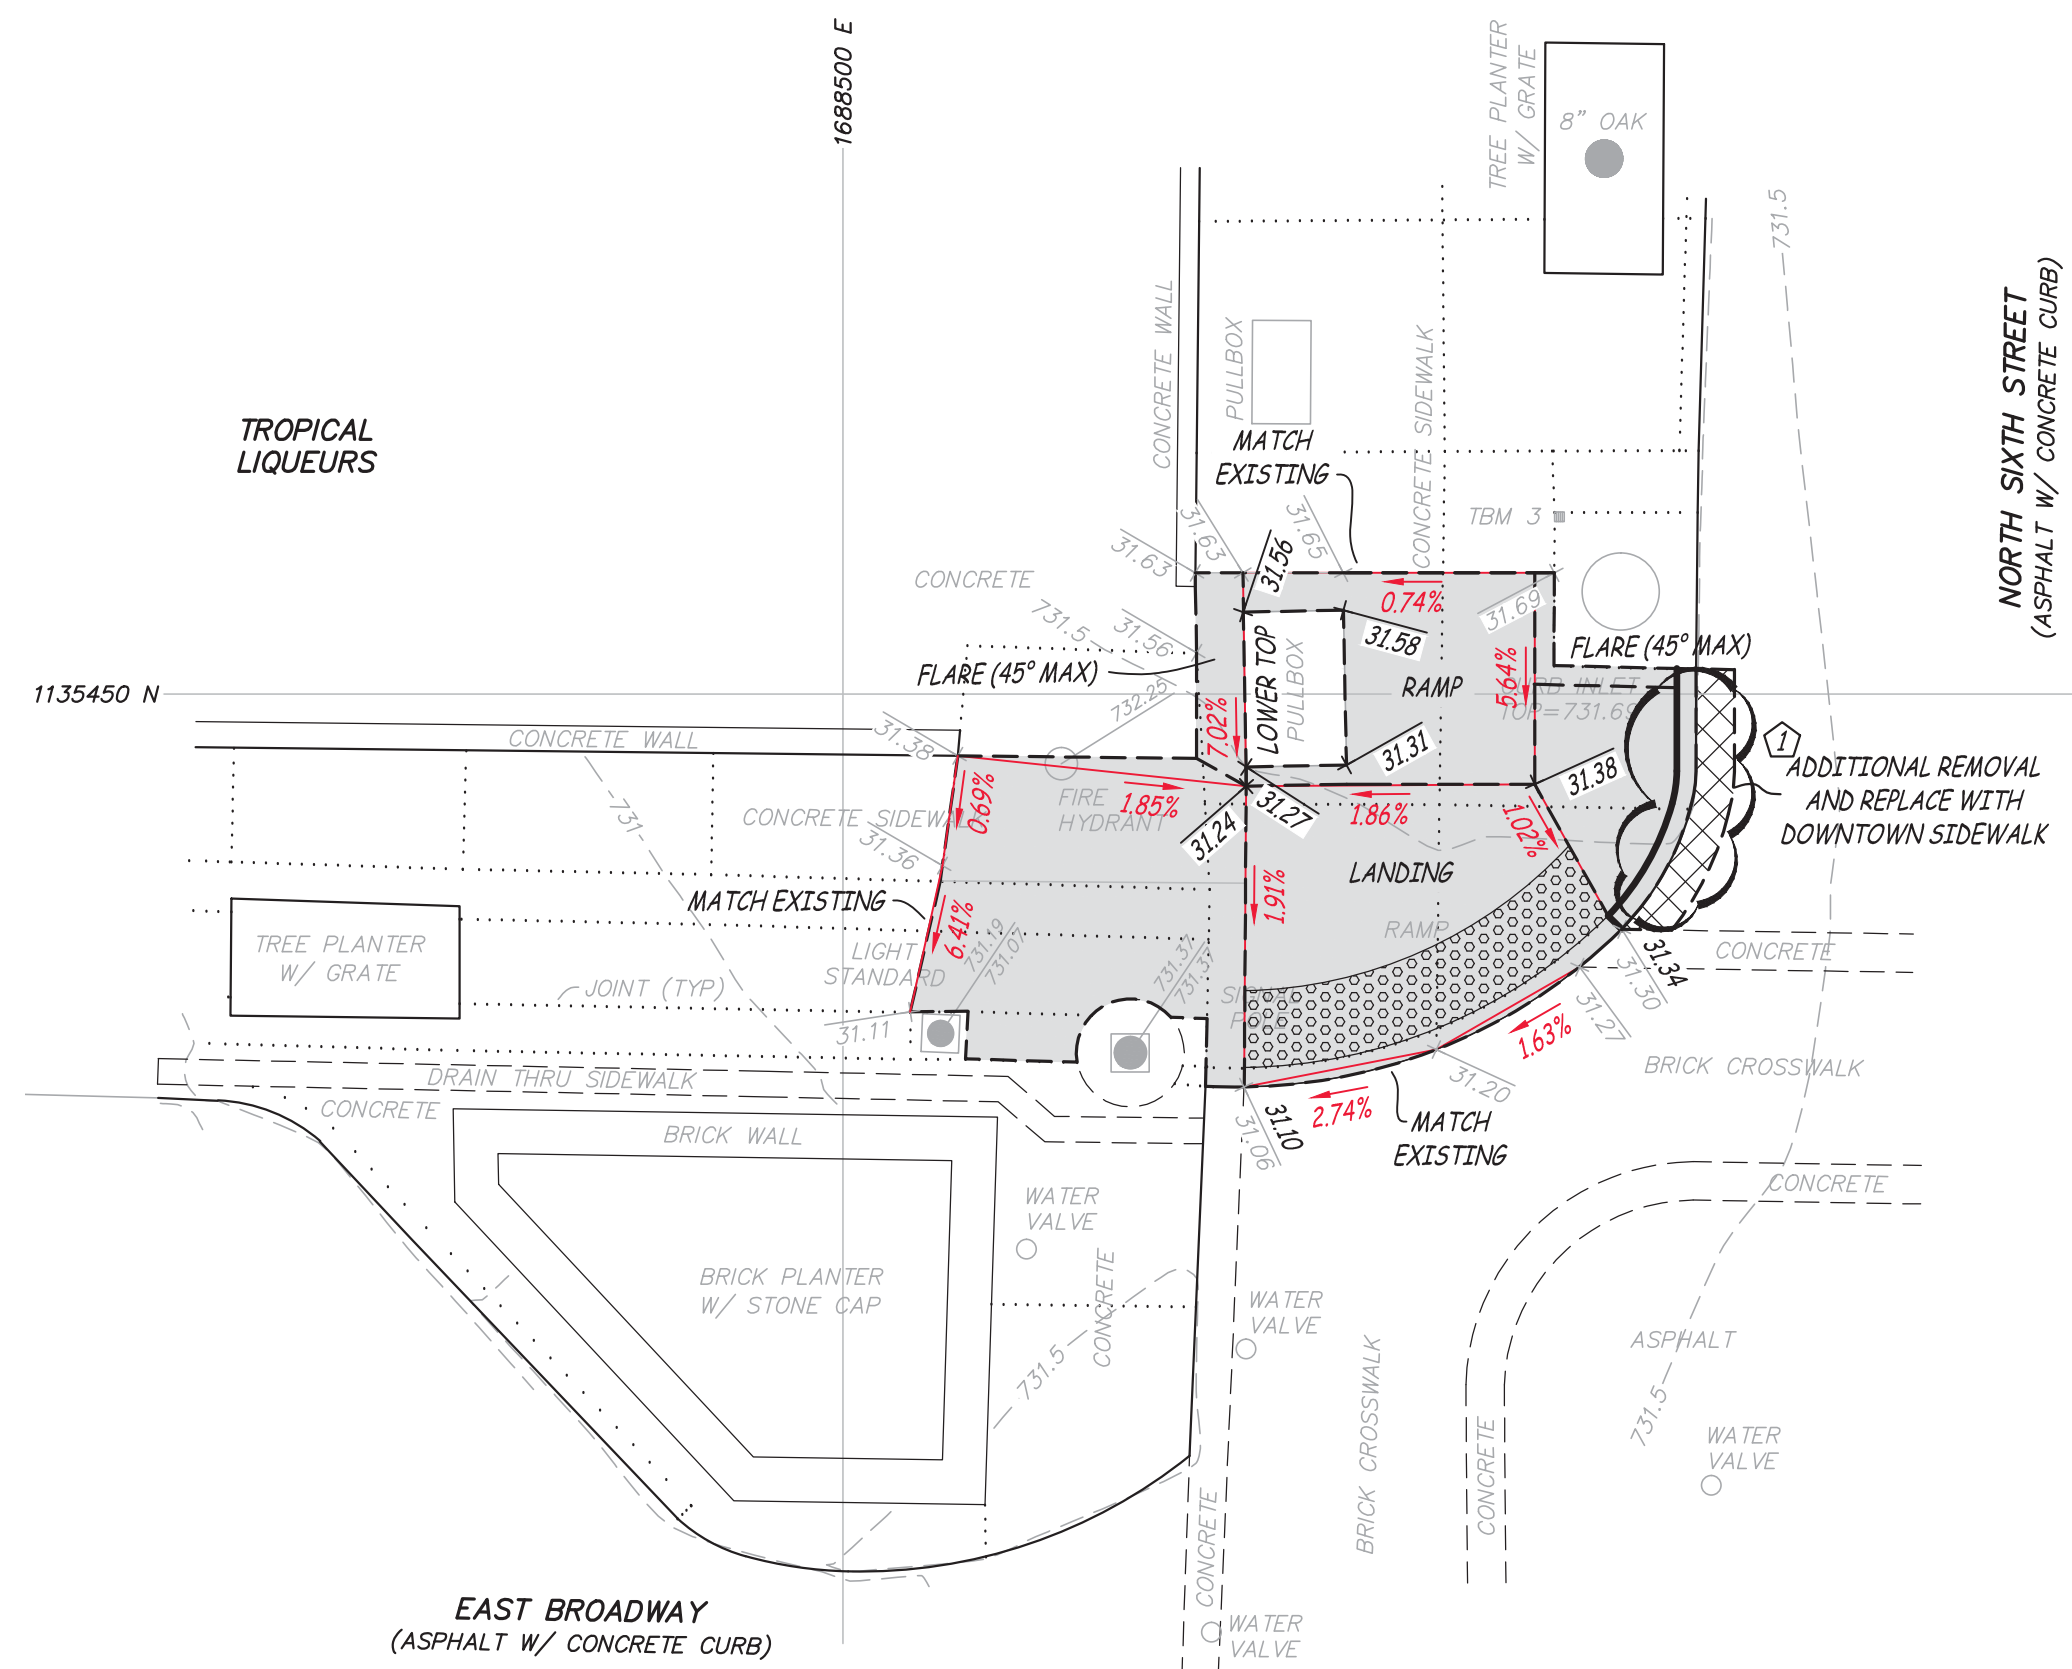 1688500 E
TREE PLANTER
W/ GRATE
8" OAK
731.5
NORTH SIXTH STREET
(ASPHALT W/ CONCRETE CURB)
CONCRETE WALL
PULLBOX
CONCRETE SIDEWALK
TROPICAL
LIQUEURS
MATCH
EXISTING
TBM 3
31.63
31.63
31.65
31.56
31.69
CONCRETE
731.5
31.56
0.74%
31.58
FLARE (45° MAX)
FLARE (45° MAX)
LOWER TOP
PULLBOX
RAMP
5.64%
CURB INLET
TOP=731.69
1135450 N
732.25
7.02%
31.38
CONCRETE WALL
31.31
31.38
1
ADDITIONAL REMOVAL
AND REPLACE WITH
DOWNTOWN SIDEWALK
731
0.69%
1.85%
FIRE
HYDRANT
31.24
31.27
1.86%
1.02%
CONCRETE SIDEWALK
31.36
LANDING
MATCH EXISTING
6.41%
1.91%
731.19
731.07
731.37
731.37
RAMP
TREE PLANTER
W/ GRATE
LIGHT
STANDARD
JOINT (TYP)
SIGNAL
POLE
31.11
31.34
31.30
31.27
CONCRETE
1.63%
BRICK CROSSWALK
31.20
2.74%
31.10
31.06
MATCH
EXISTING
DRAIN THRU SIDEWALK
CONCRETE
BRICK WALL
CONCRETE
WATER
VALVE
BRICK PLANTER
W/ STONE CAP
CONCRETE
731.5
WATER
VALVE
BRICK CROSSWALK
ASPHALT
731.5
CONCRETE
WATER
VALVE
CONCRETE
WATER
VALVE
EAST BROADWAY
(ASPHALT W/ CONCRETE CURB)